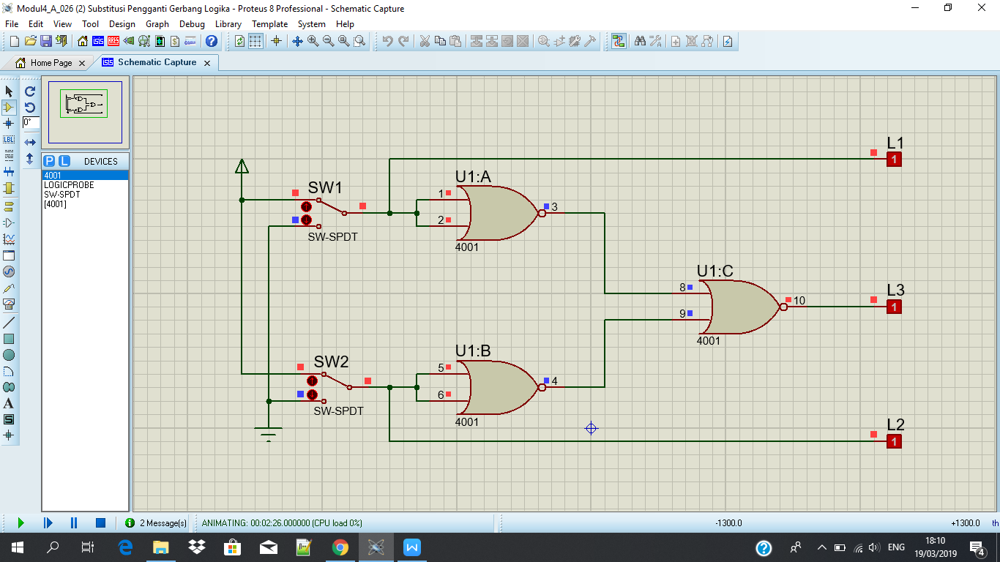 Modul4_A_026 (2) Substitusi Pengganti Gerbang Logika - Proteus 8 Professional - Schematic Capture
File Edit View Tool Design Graph Debug Library Template System Help
Home Page Schematic Capture
LBL
0°
P L DEVICES
4001
LOGICPROBE
SW-SPDT
[4001]
A
S
L1
1
U1:A
SW1
1
2
3
SW-SPDT
4001
U1:C
8
9
10
4001
L3
1
SW2
U1:B
5
6
4
SW-SPDT
4001
L2
1
2 Message(s) ANIMATING: 00:02:26.000000 (CPU load 0%) -1300.0 +1300.0 th
ENG
18:10
19/03/2019
4